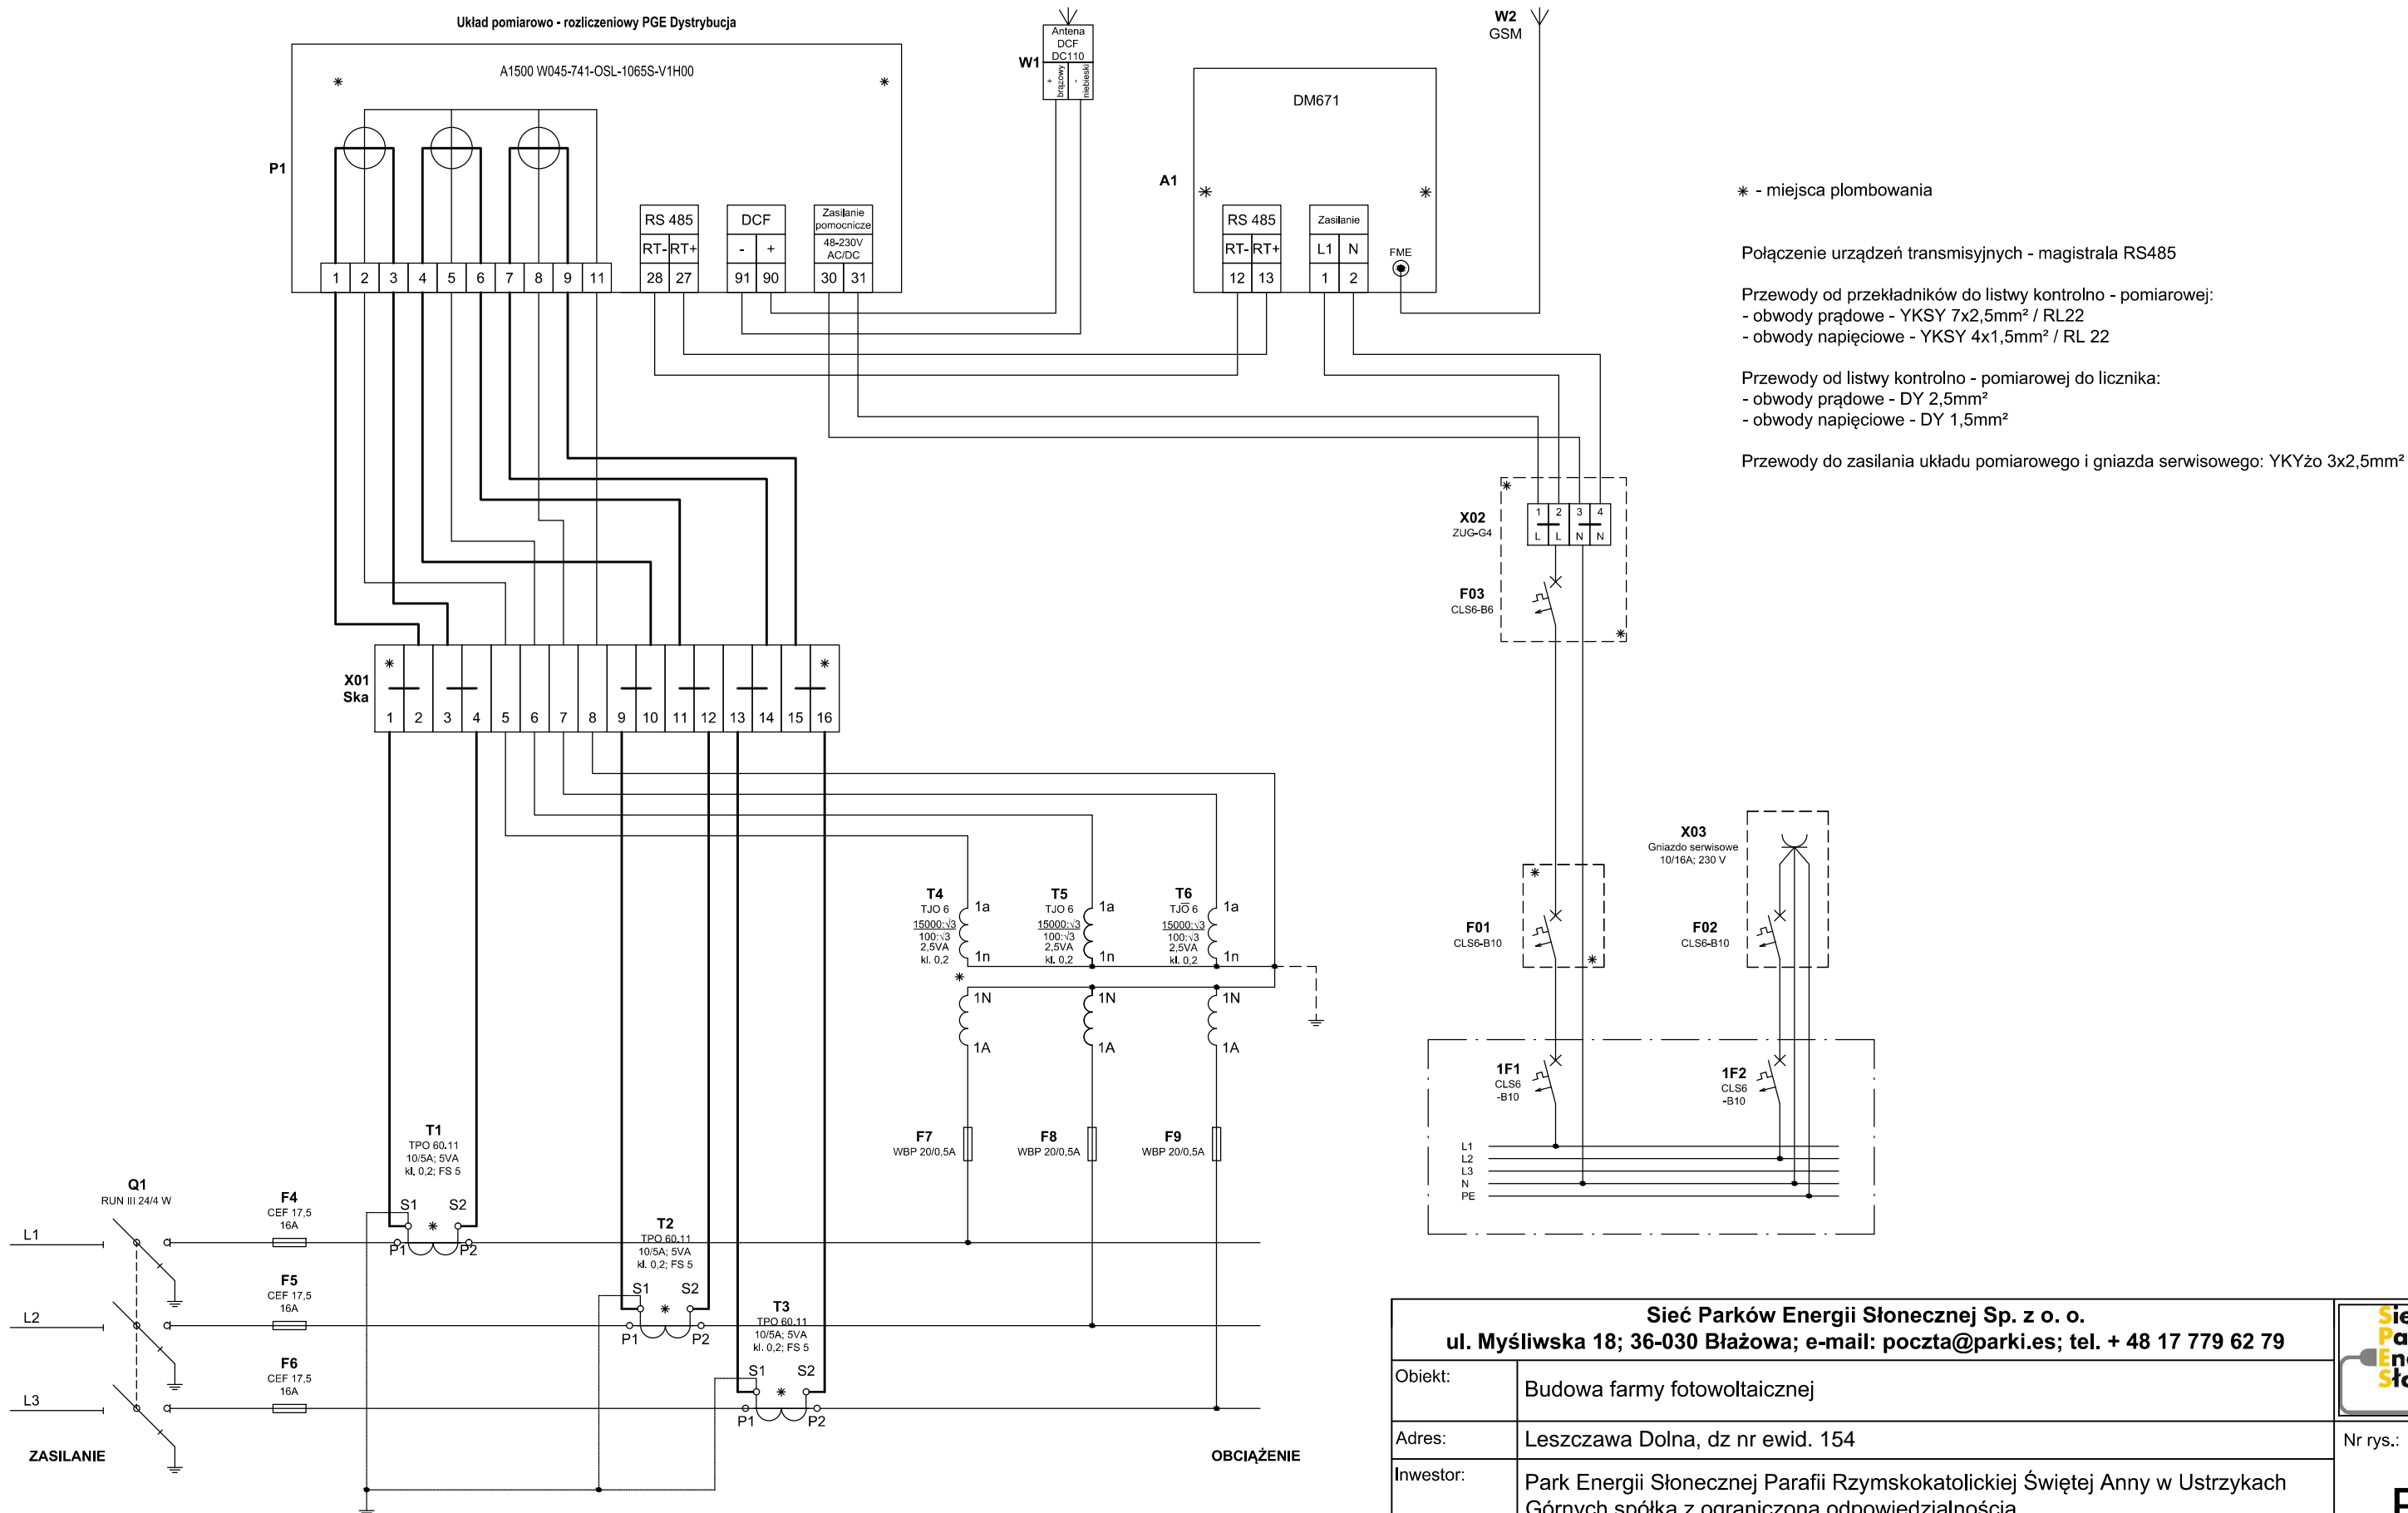 Układ pomiarowo - rozliczeniowy PGE Dystrybucja
A1500 W045-741-OSL-1065S-V1H00
*
*
P1
RS 485
RT- RT+
DCF
- +
Zasilanie
pomocnicze
48-230V
AC/DC
1 2 3 4 5 6 7 8 9 11
28 27
91 90
30 31
W1
Antena
DCF
DC110
+ brązowy
- niebieski
W2
GSM
A1
DM671
*
*
RS 485
RT- RT+
12 13
Zasilanie
L1 N
1 2
FME
* - miejsca plombowania
Połączenie urządzeń transmisyjnych - magistrala RS485
Przewody od przekładników do listwy kontrolno - pomiarowej:
- obwody prądowe - YKSY 7x2,5mm² / RL22
- obwody napięciowe - YKSY 4x1,5mm² / RL 22
Przewody od listwy kontrolno - pomiarowej do licznika:
- obwody prądowe - DY 2,5mm²
- obwody napięciowe - DY 1,5mm²
Przewody do zasilania układu pomiarowego i gniazda serwisowego: YKYżo 3x2,5mm²
*
X02
ZUG-G4
1 2 3 4
L L N N
F03
CLS6-B6
*
X01
Ska
*
*
1 2 3 4 5 6 7 8 9 10 11 12 13 14 15 16
X03
Gniazdo serwisowe
10/16A; 230 V
*
F01
CLS6-B10
*
F02
CLS6-B10
T4
TJO 6
15000:√3
100:√3
2,5VA
kl. 0,2
1a
1n
T5
TJO 6
15000:√3
100:√3
2,5VA
kl. 0,2
1a
1n
T6
TJO 6
15000:√3
100:√3
2,5VA
kl. 0,2
1a
1n
*
1N
1A
1N
1A
1N
1A
F7
WBP 20/0,5A
F8
WBP 20/0,5A
F9
WBP 20/0,5A
1F1
CLS6
-B10
1F2
CLS6
-B10
L1
L2
L3
N
PE
Q1
RUN III 24/4 W
F4
CEF 17,5
16A
F5
CEF 17,5
16A
F6
CEF 17,5
16A
L1
L2
L3
T1
TPO 60.11
10/5A; 5VA
kl. 0,2; FS 5
S1 * S2
P1 P2
T2
TPO 60.11
10/5A; 5VA
kl. 0,2; FS 5
S1 * S2
P1 P2
T3
TPO 60.11
10/5A; 5VA
kl. 0,2; FS 5
S1 * S2
P1 P2
ZASILANIE
OBCIĄŻENIE
Sieć Parków Energii Słonecznej Sp. z o. o.
ul. Myśliwska 18; 36-030 Błażowa; e-mail: poczta@parki.es; tel. + 48 17 779 62 79
Obiekt:
Budowa farmy fotowoltaicznej
Adres:
Leszczawa Dolna, dz nr ewid. 154
Nr rys.:
Inwestor:
Park Energii Słonecznej Parafii Rzymskokatolickiej Świętej Anny w Ustrzykach
Górnych spółka z ograniczoną odpowiedzialnością